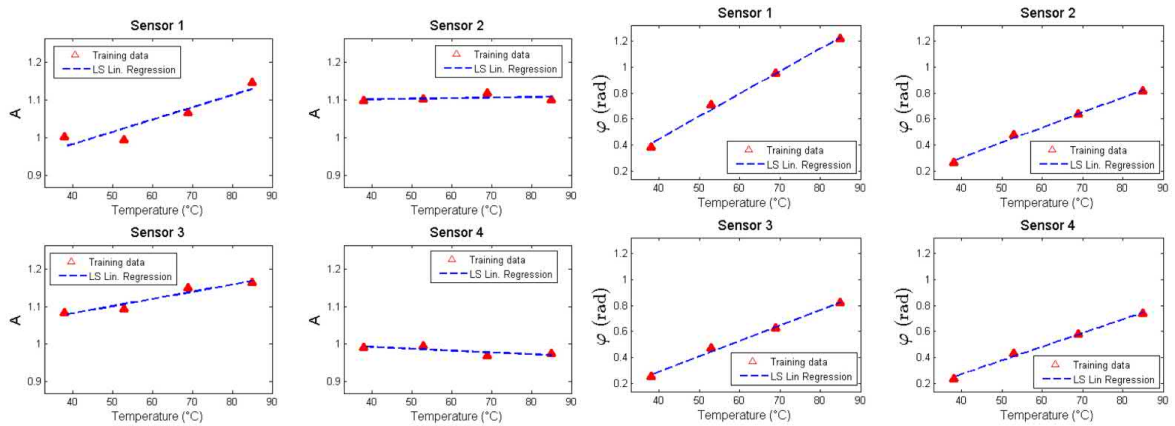 Sensor 1
Training data
LS Lin. Regression
A
1.2
1.1
1
0.9
40 50 60 70 80 90
Temperature (°C)
Sensor 2
Training data
LS Lin. Regression
A
1.2
1.1
1
0.9
40 50 60 70 80 90
Temperature (°C)
Sensor 1
φ (rad)
1.2
1
0.8
0.6
0.4
0.2
Training data
LS Lin Regression
40 50 60 70 80 90
Temperature (°C)
Sensor 2
φ (rad)
1.2
1
0.8
0.6
0.4
0.2
Training data
LS Lin. Regression
40 50 60 70 80 90
Temperature (°C)
Sensor 3
Training data
LS Lin. Regression
A
1.2
1.1
1
0.9
40 50 60 70 80 90
Temperature (°C)
Sensor 4
Training data
LS Lin. Regression
A
1.2
1.1
1
0.9
40 50 60 70 80 90
Temperature (°C)
Sensor 3
φ (rad)
1.2
1
0.8
0.6
0.4
0.2
Training data
LS Lin Regression
40 50 60 70 80 90
Temperature (°C)
Sensor 4
φ (rad)
1.2
1
0.8
0.6
0.4
0.2
Training data
LS Lin Regression
40 50 60 70 80 90
Temperature (°C)